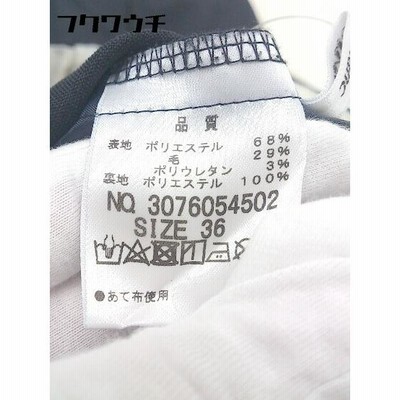 フクワウチ
品質
表地 ポリエステル 68%
毛 29%
ポリウレタン 3%
裏地 ポリエステル 100%
NO. 3076054502
SIZE 36
●あて布使用